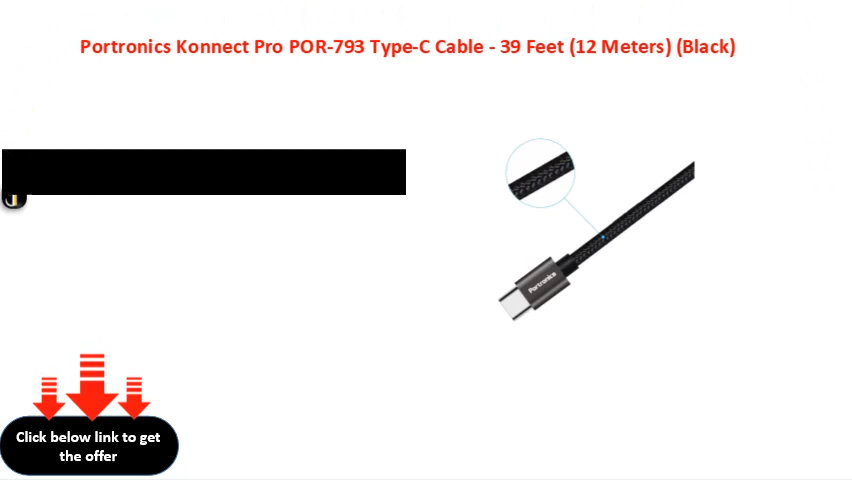 Portronics Konnect Pro POR-793 Type-C Cable - 39 Feet (12 Meters) (Black)
Portronics
Click below link to get
the offer